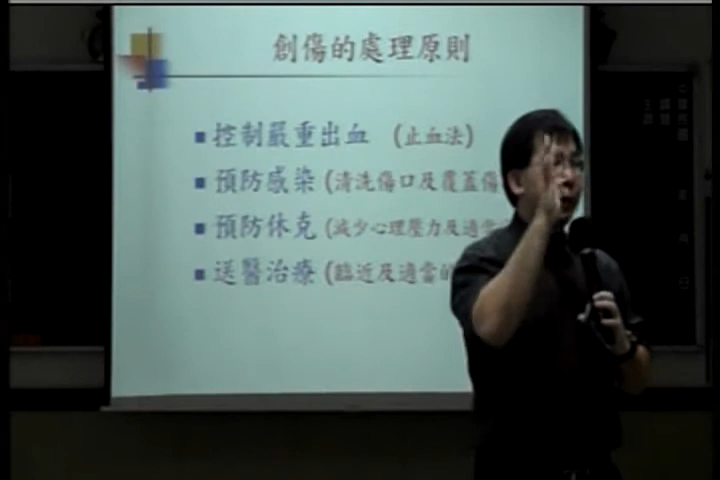 創傷的處理原則
控制嚴重出血 (止血法)
預防感染 (清洗傷口及覆蓋傷
預防休克 (減少心理壓力及適當
送醫治療 (臨近及適當的